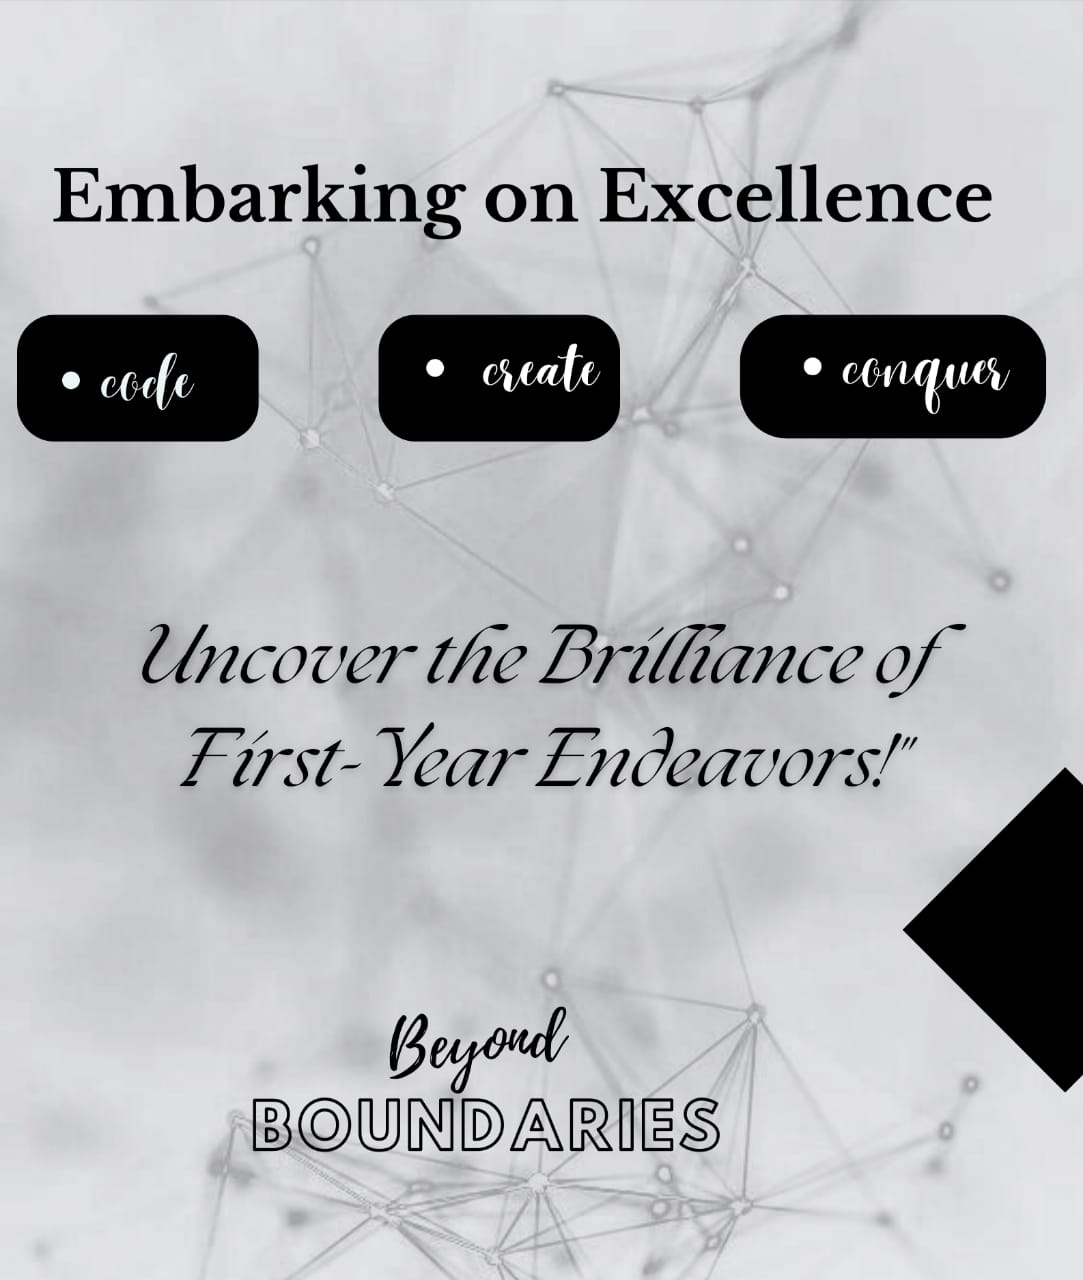 Embarking on Excellence
• code
• create
• conquer
Uncover the Brilliance of
First-Year Endeavors!"
Beyond
BOUNDARIES